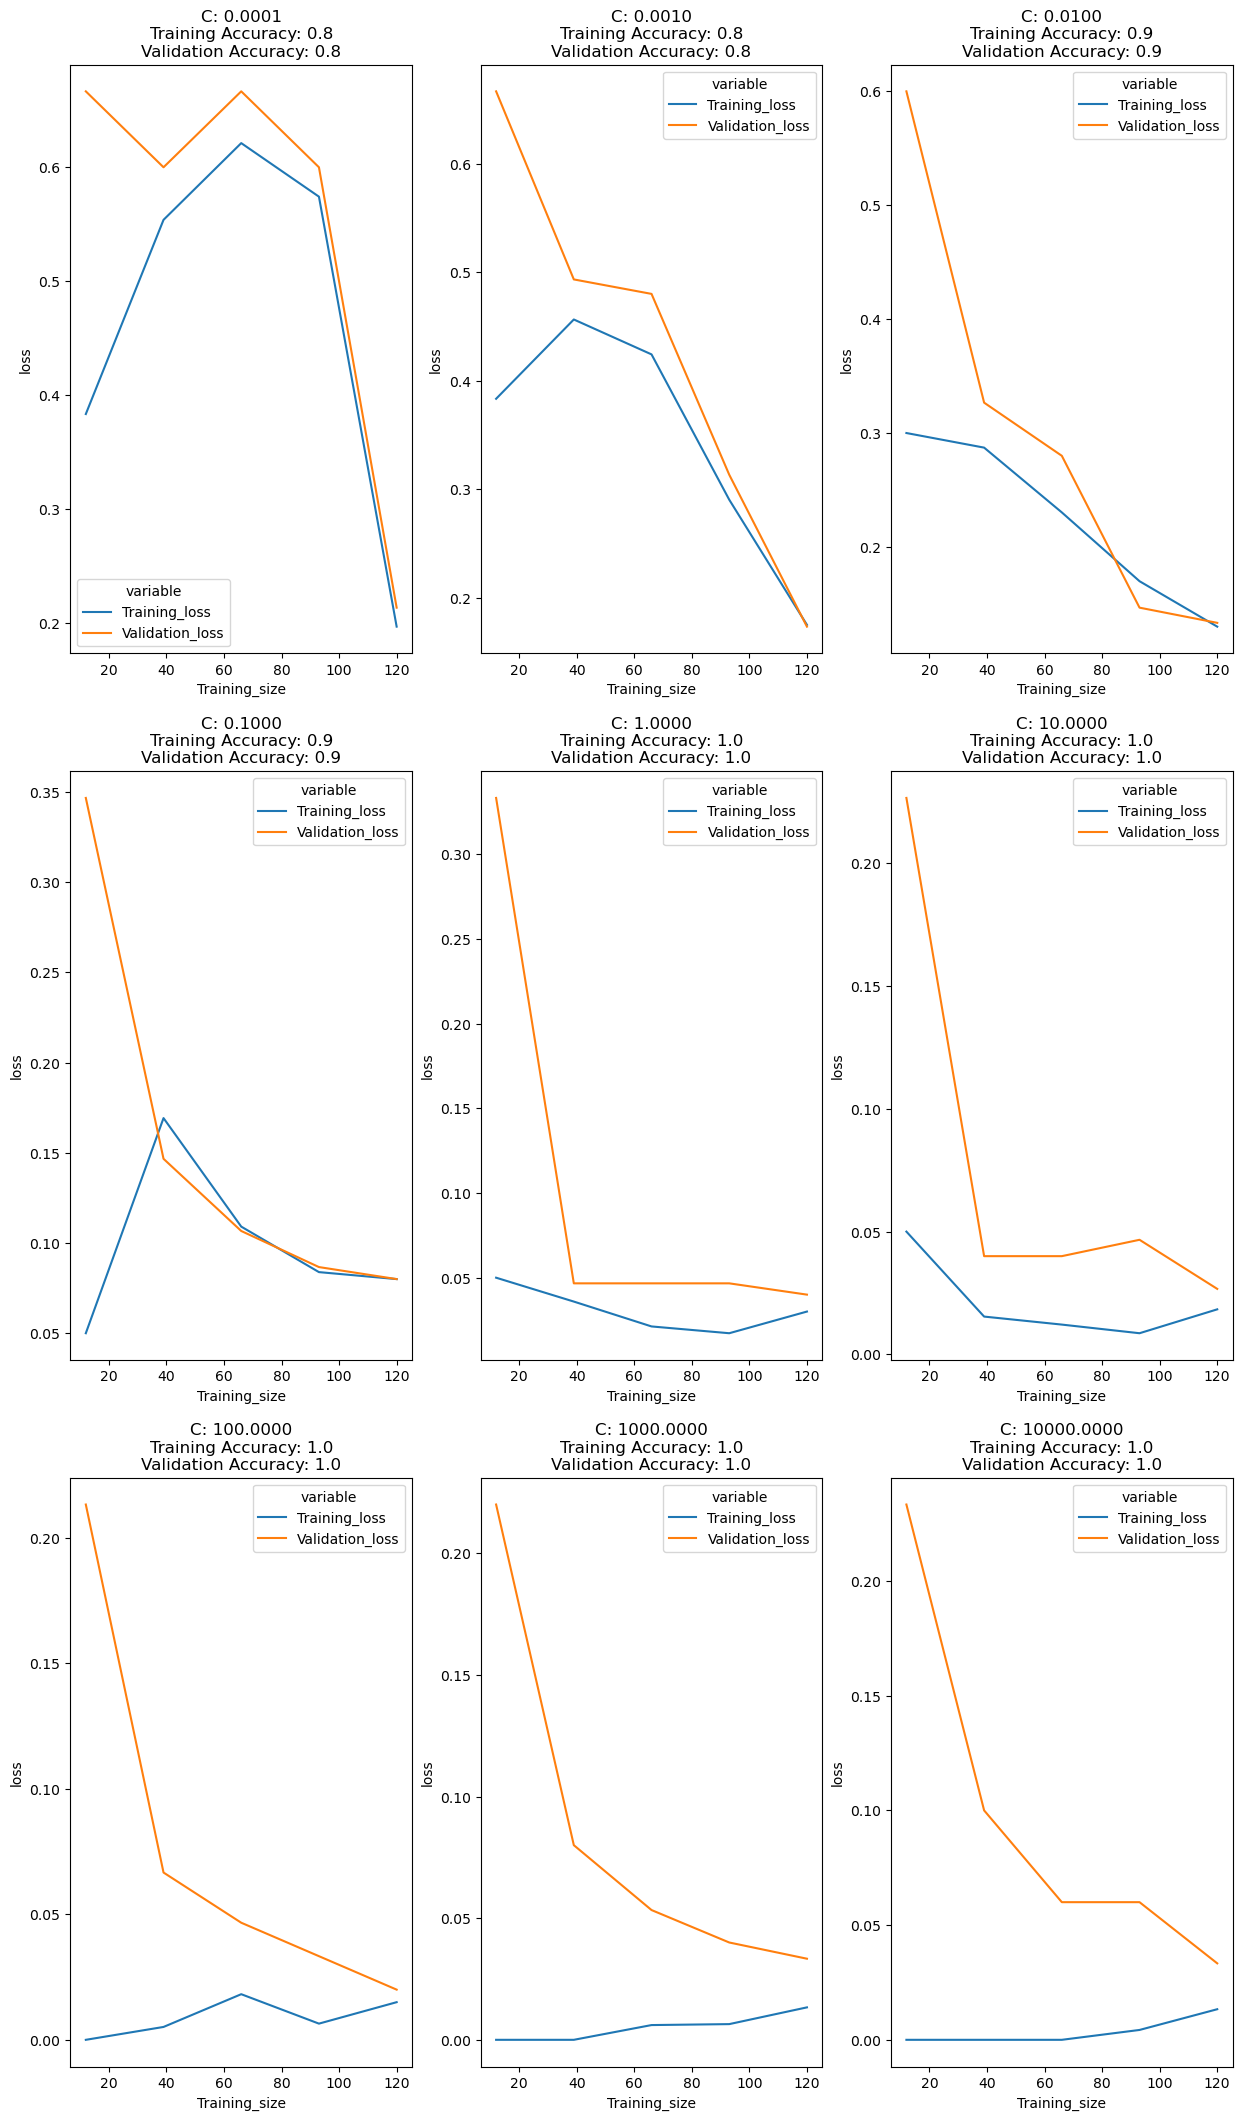 C: 0.0001
Training Accuracy: 0.8
Validation Accuracy: 0.8
loss
0.6
0.5
0.4
0.3
0.2
variable
Training_loss
Validation_loss
20 40 60 80 100 120
Training_size
C: 0.0010
Training Accuracy: 0.8
Validation Accuracy: 0.8
variable
Training_loss
Validation_loss
loss
0.6
0.5
0.4
0.3
0.2
20 40 60 80 100 120
Training_size
C: 0.0100
Training Accuracy: 0.9
Validation Accuracy: 0.9
variable
Training_loss
Validation_loss
loss
0.6
0.5
0.4
0.3
0.2
20 40 60 80 100 120
Training_size
C: 0.1000
Training Accuracy: 0.9
Validation Accuracy: 0.9
variable
Training_loss
Validation_loss
loss
0.35
0.30
0.25
0.20
0.15
0.10
0.05
20 40 60 80 100 120
Training_size
C: 1.0000
Training Accuracy: 1.0
Validation Accuracy: 1.0
variable
Training_loss
Validation_loss
loss
0.30
0.25
0.20
0.15
0.10
0.05
20 40 60 80 100 120
Training_size
C: 10.0000
Training Accuracy: 1.0
Validation Accuracy: 1.0
variable
Training_loss
Validation_loss
loss
0.20
0.15
0.10
0.05
0.00
20 40 60 80 100 120
Training_size
C: 100.0000
Training Accuracy: 1.0
Validation Accuracy: 1.0
variable
Training_loss
Validation_loss
loss
0.20
0.15
0.10
0.05
0.00
20 40 60 80 100 120
Training_size
C: 1000.0000
Training Accuracy: 1.0
Validation Accuracy: 1.0
variable
Training_loss
Validation_loss
loss
0.20
0.15
0.10
0.05
0.00
20 40 60 80 100 120
Training_size
C: 10000.0000
Training Accuracy: 1.0
Validation Accuracy: 1.0
variable
Training_loss
Validation_loss
loss
0.20
0.15
0.10
0.05
0.00
20 40 60 80 100 120
Training_size